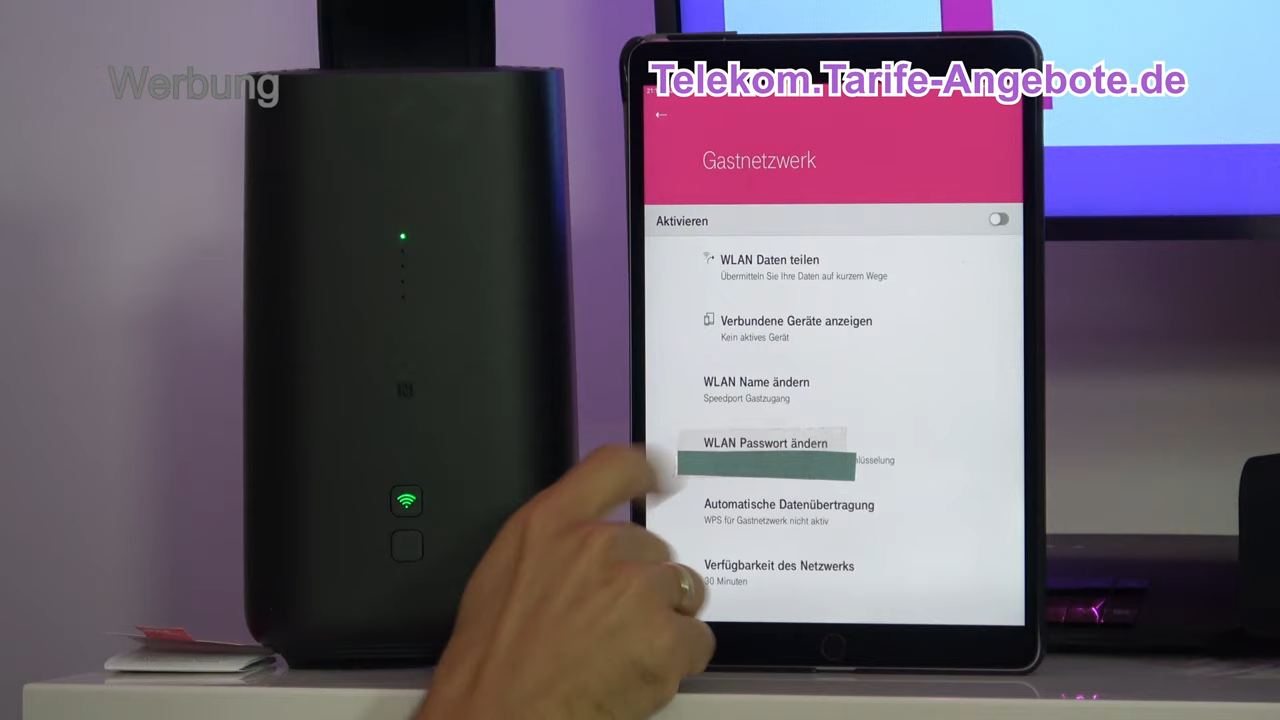 Werbung
Telekom.Tarife-Angebote.de
Gastnetzwerk
Aktivieren
WLAN Daten teilen
Übermitteln Sie Ihre Daten auf kurzem Wege
Verbundene Geräte anzeigen
Kein aktives Gerät
WLAN Name ändern
Speedport Gastzugang
WLAN Passwort ändern
Automatische Datenübertragung
WPS für Gastnetzwerk nicht aktiv
Verfügbarkeit des Netzwerks
30 Minuten